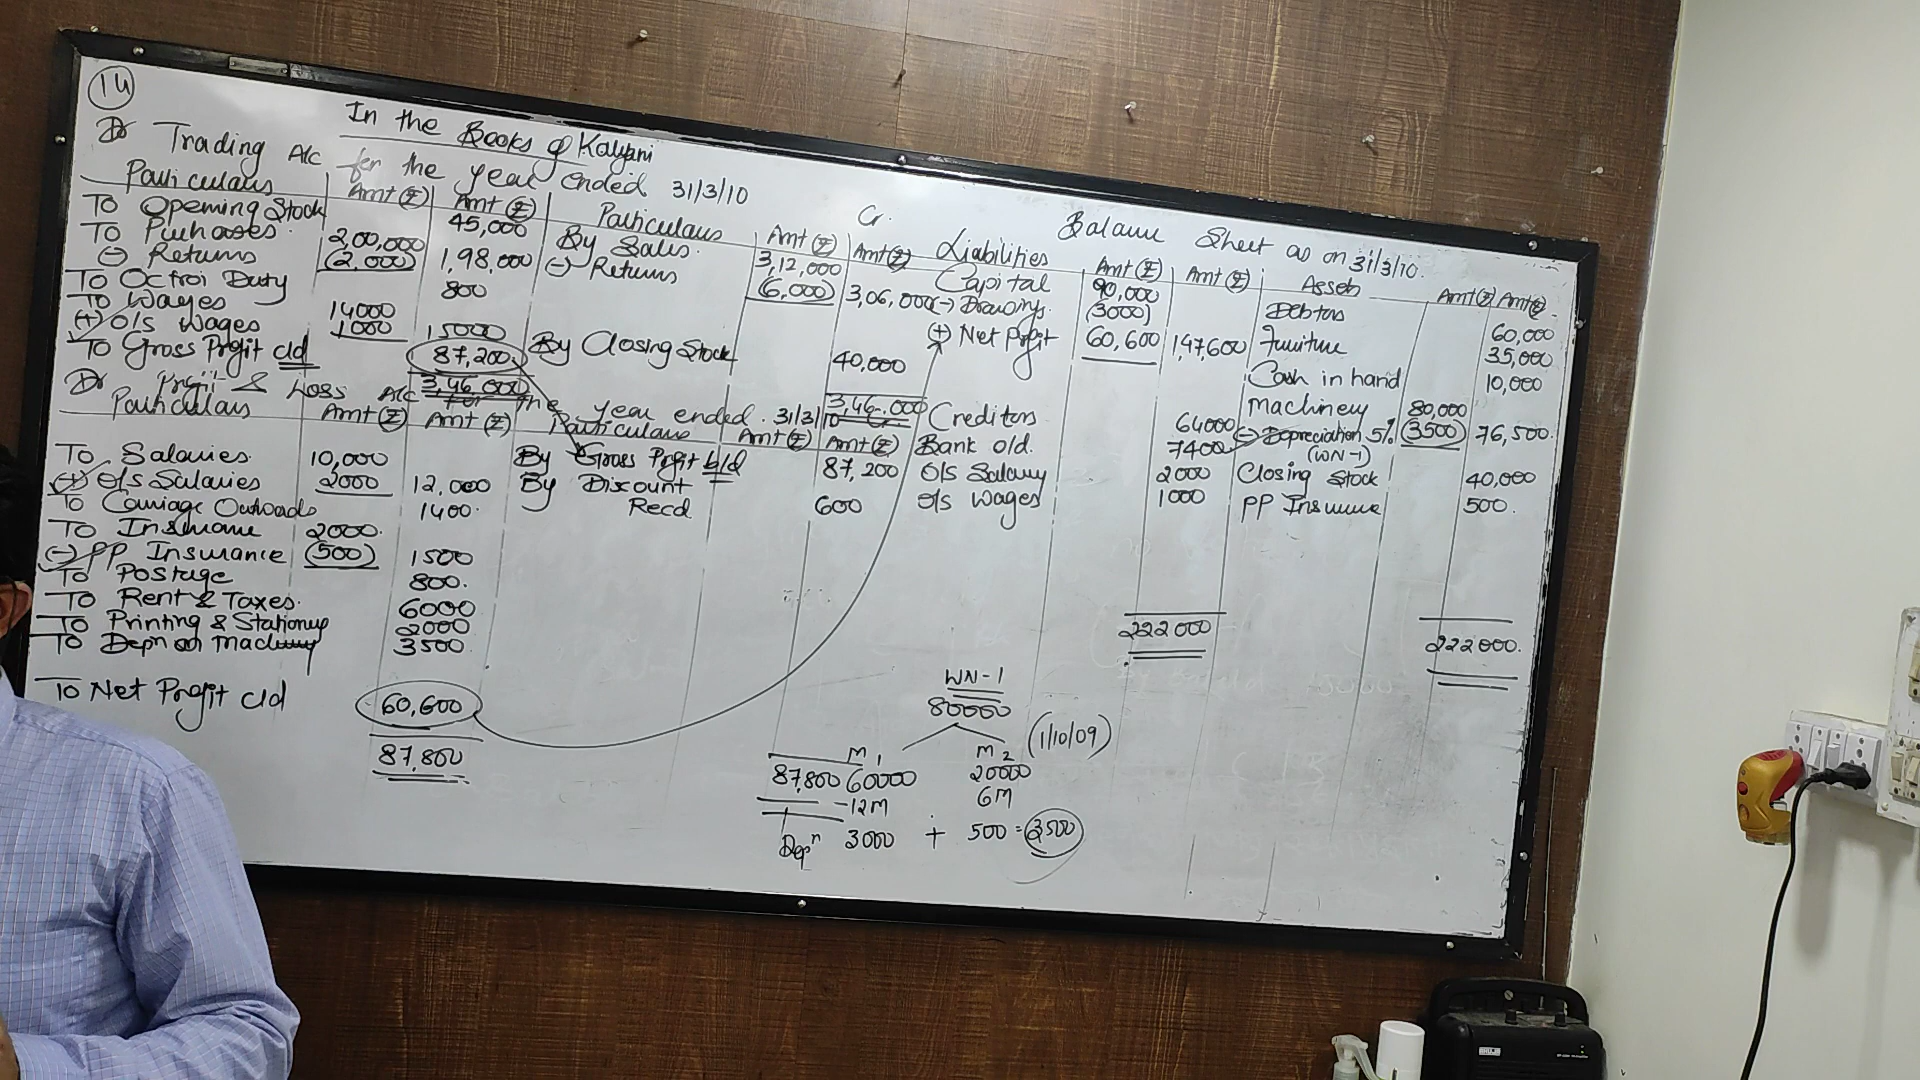 14
In the Books of Kalyani
Dr Trading A/c for the year ended 31/3/10 Cr.
Particulars Amt (₹) Amt (₹) Particulars Amt (₹) Amt (₹)
To Opening Stock 45,000 By Sales. 3,12,000
To Purchases. 2,00,000 (-) Returns (6,000) 3,06,000
(-) Returns (2,000) 1,98,000
To Octroi Duty 800
To Wages 14000
(+) O/s Wages 1000 15000 By Closing Stock 40,000
To Gross Profit c/d 87,200
3,46,000 3,46,000
Dr Profit & Loss A/c for the year ended. 31/3/10
Particulars Amt (₹) Amt (₹) Particulars Amt (₹) Amt (₹)
To Salaries 10,000 By Gross Profit b/d 87,200
(+) O/s Salaries 2000 12,000 By Discount
To Carriage Outwards 1400. Recd 600
To Insurance 2000.
(-) PP Insurance (500) 1500
To Postage 800.
To Rent & Taxes. 6000
To Printing & Stationery 2000
To Depn on Machinery 3500
To Net Profit c/d 60,600
87,800 87,800
Balance Sheet as on 31/3/10.
Liabilities Amt (₹) Amt (₹) Assets Amt (₹) Amt (₹)
Capital 90,000 Debtors 60,000
(-) Drawings. (3000) Furniture 35,000
(+) Net Profit 60,600 1,47,600 Cash in hand 10,000
Machinery 80,000
Creditors 64000 (-) Depreciation 5% (3500) 76,500.
Bank o/d. 7400 (WN-1)
O/S Salary 2000 Closing Stock 40,000
O/s Wages 1000 PP Insurance 500.
222000 222000.
WN-1
80000
M1 M2 (1/10/09)
60000 20000
-12M 6M
Depn 3000 + 500 = 3500